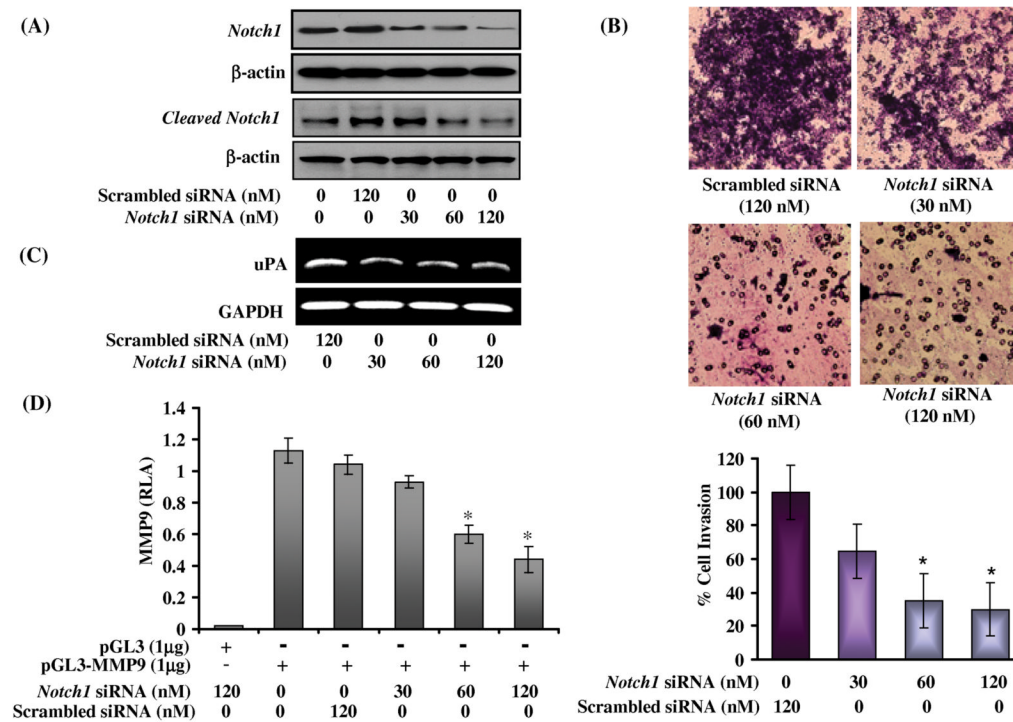 (A)
Notch1
β-actin
Cleaved Notch1
β-actin
Scrambled siRNA (nM) 0 120 0 0 0
Notch1 siRNA (nM) 0 0 30 60 120
(B)
Scrambled siRNA
(120 nM)
Notch1 siRNA
(30 nM)
Notch1 siRNA
(60 nM)
Notch1 siRNA
(120 nM)
120
100
80
60
40
20
0
% Cell Invasion
* *
Notch1 siRNA (nM) 0 30 60 120
Scrambled siRNA (nM) 120 0 0 0
(C)
uPA
GAPDH
Scrambled siRNA (nM) 120 0 0 0
Notch1 siRNA (nM) 0 30 60 120
(D)
1.4
1.2
1
0.8
0.6
0.4
0.2
0
MMP9 (RLA)
* *
pGL3 (1μg) + - - - - -
pGL3-MMP9 (1μg) - + + + + +
Notch1 siRNA (nM) 120 0 0 30 60 120
Scrambled siRNA (nM) 0 0 120 0 0 0